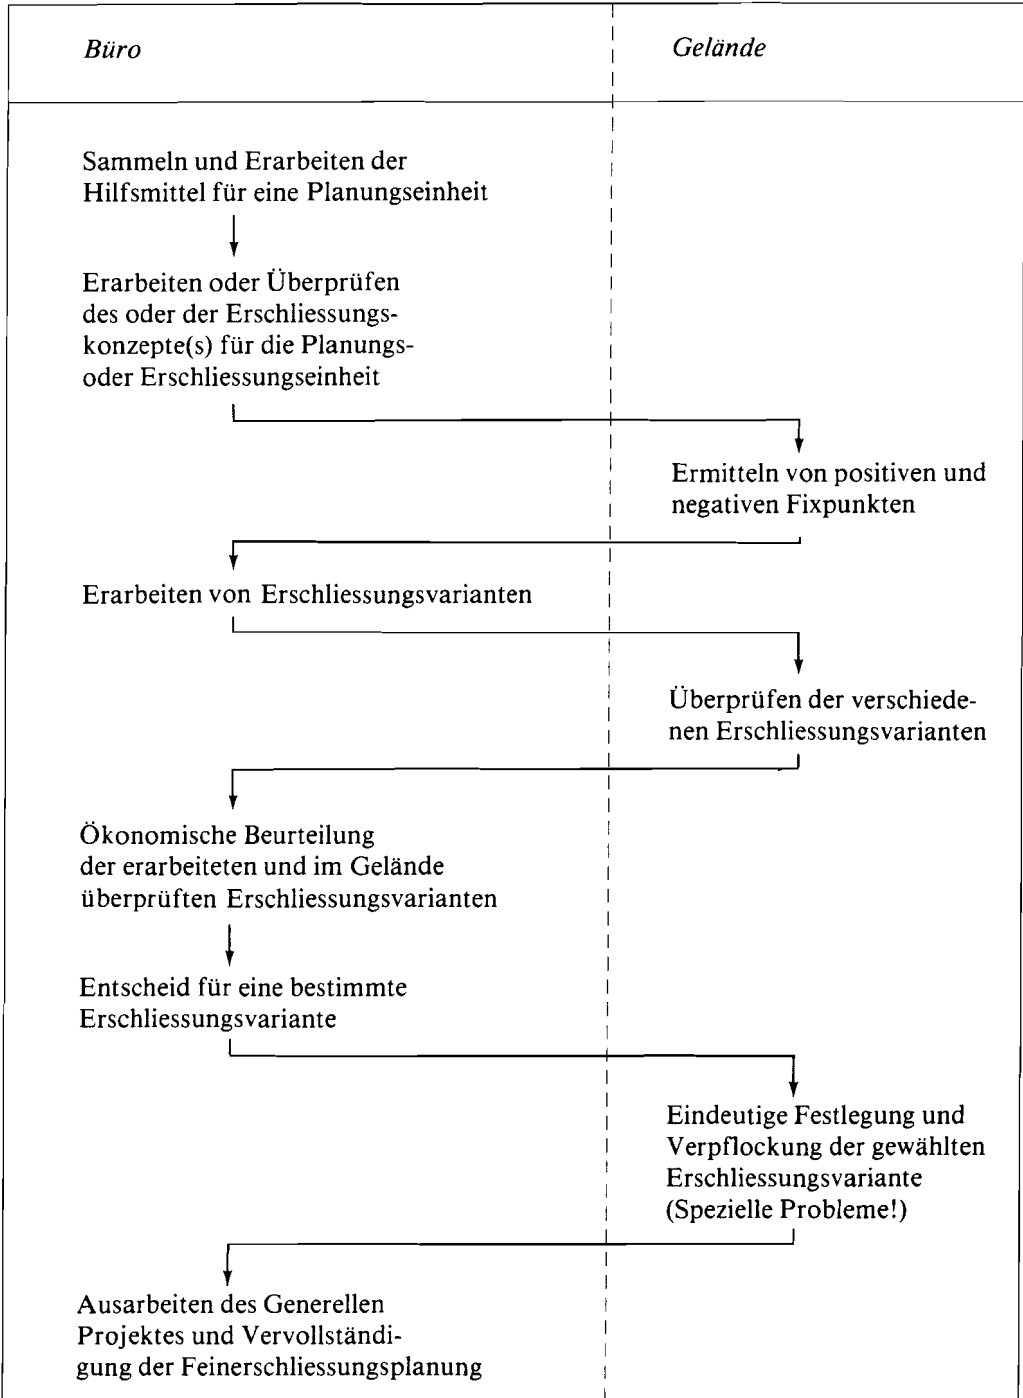 Büro
Gelände
Sammeln und Erarbeiten der
Hilfsmittel für eine Planungseinheit
Erarbeiten oder Überprüfen
des oder der Erschliessungs-
konzepte(s) für die Planungs-
oder Erschliessungseinheit
Ermitteln von positiven und
negativen Fixpunkten
Erarbeiten von Erschliessungsvarianten
Überprüfen der verschiede-
nen Erschliessungsvarianten
Ökonomische Beurteilung
der erarbeiteten und im Gelände
überprüften Erschliessungsvarianten
Entscheid für eine bestimmte
Erschliessungsvariante
Eindeutige Festlegung und
Verpflockung der gewählten
Erschliessungsvariante
(Spezielle Probleme!)
Ausarbeiten des Generellen
Projektes und Vervollständi-
gung der Feinerschliessungsplanung